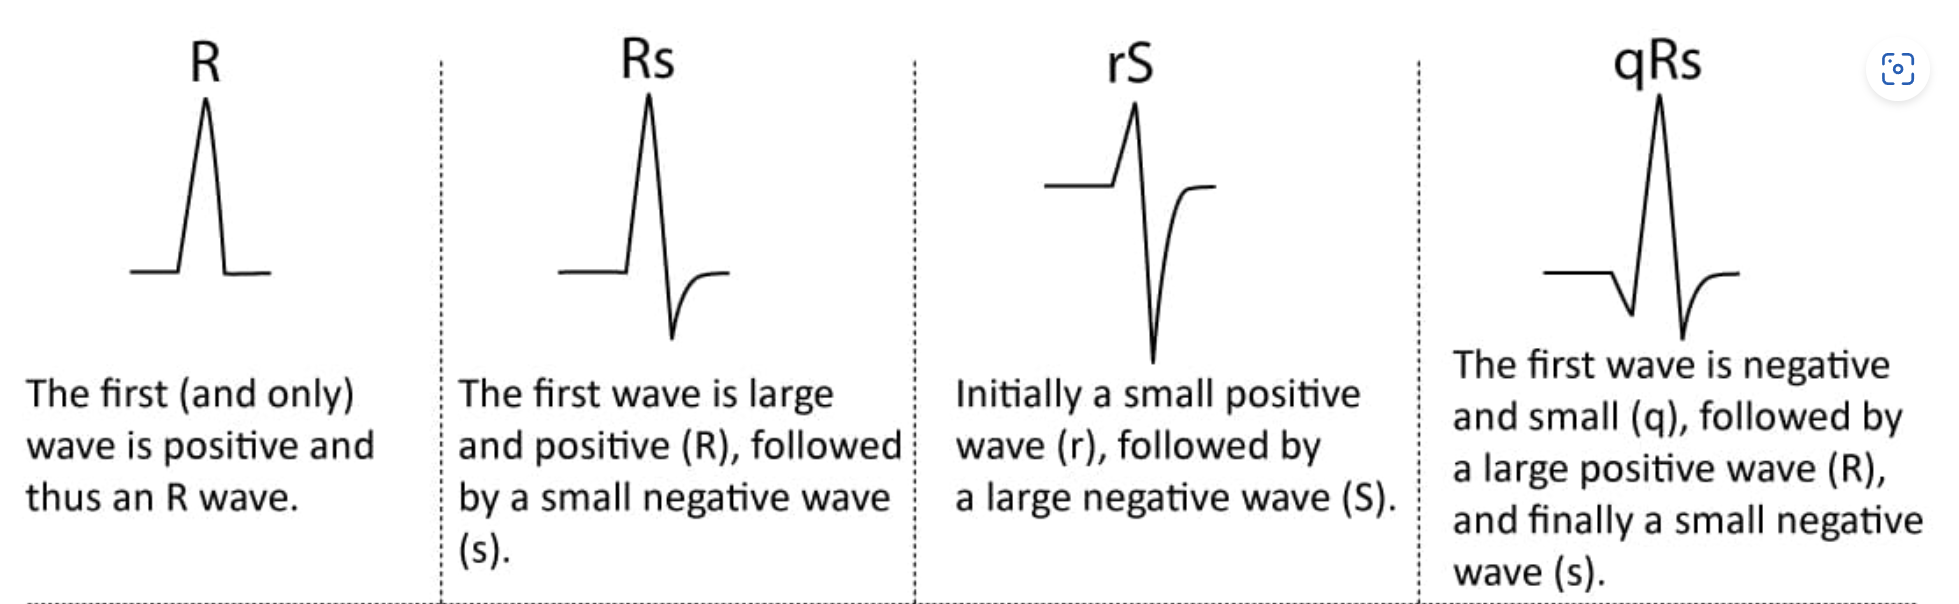 R
The first (and only)
wave is positive and
thus an R wave.
Rs
The first wave is large
and positive (R), followed
by a small negative wave
(s).
rS
Initially a small positive
wave (r), followed by
a large negative wave (S).
qRs
The first wave is negative
and small (q), followed by
a large positive wave (R),
and finally a small negative
wave (s).